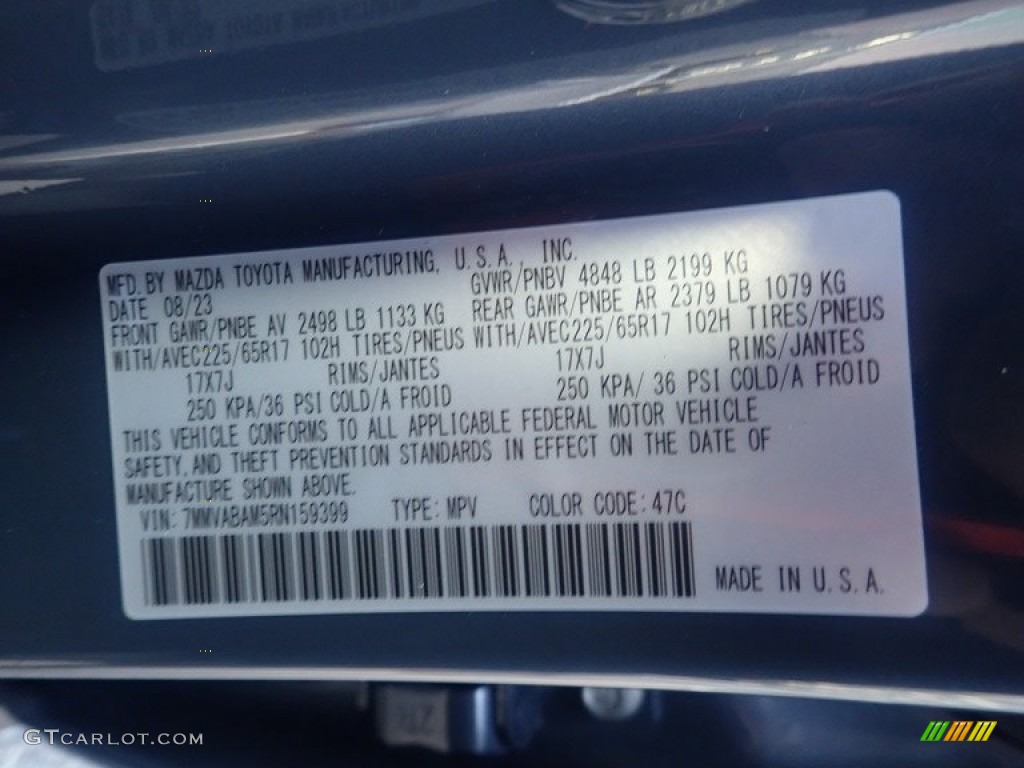 MFD. BY MAZDA TOYOTA MANUFACTURING, U.S.A., INC.
DATE 08/23 GVWR/PNBV 4848 LB 2199 KG
FRONT GAWR/PNBE AV 2498 LB 1133 KG REAR GAWR/PNBE AR 2379 LB 1079 KG
WITH/AVEC225/65R17 102H TIRES/PNEUS WITH/AVEC225/65R17 102H TIRES/PNEUS
17X7J RIMS/JANTES 17X7J RIMS/JANTES
250 KPA/36 PSI COLD/A FROID 250 KPA/ 36 PSI COLD/A FROID
THIS VEHICLE CONFORMS TO ALL APPLICABLE FEDERAL MOTOR VEHICLE
SAFETY, AND THEFT PREVENTION STANDARDS IN EFFECT ON THE DATE OF
MANUFACTURE SHOWN ABOVE.
VIN: 7MMVABAM5RN159399 TYPE: MPV COLOR CODE: 47C
MADE IN U.S.A.
GTCARLOT.COM